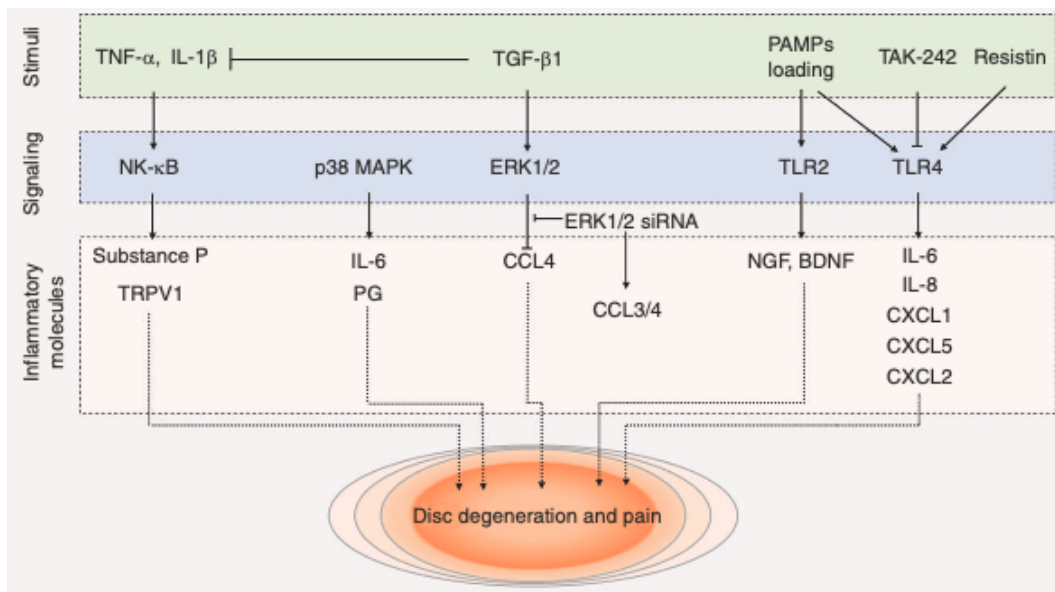 Stimuli
TNF-α, IL-1β
TGF-β1
PAMPs
loading
TAK-242
Resistin
Signaling
NK-κB
p38 MAPK
ERK1/2
TLR2
TLR4
ERK1/2 siRNA
Inflammatory
molecules
Substance P
TRPV1
IL-6
PG
CCL4
CCL3/4
NGF, BDNF
IL-6
IL-8
CXCL1
CXCL5
CXCL2
Disc degeneration and pain